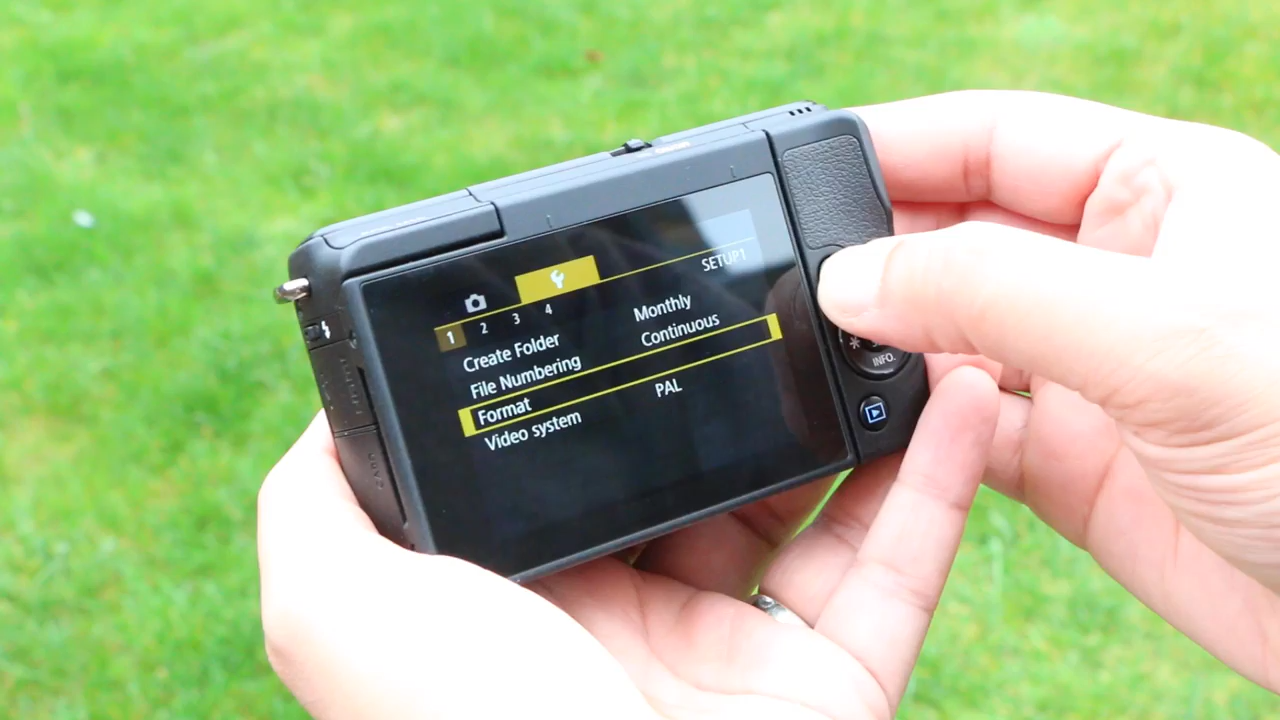 SETUP1
1 2 3 4
Create Folder Monthly
File Numbering Continuous
Format
Video system PAL
INFO.